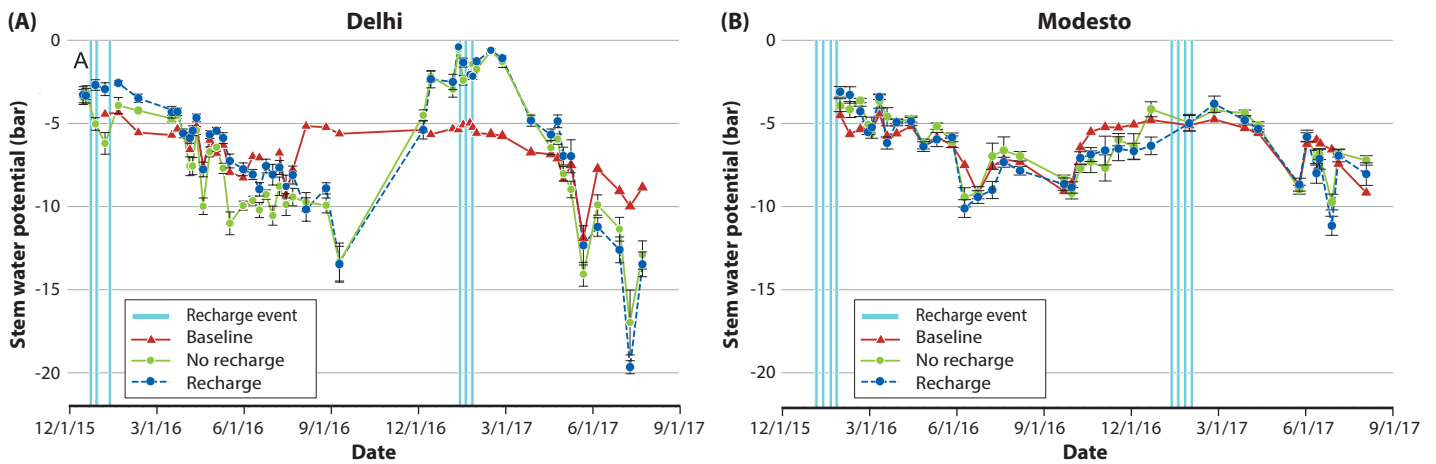 (A)
Delhi
A
Stem water potential (bar)
0
-5
-10
-15
-20
Recharge event
Baseline
No recharge
Recharge
12/1/15 3/1/16 6/1/16 9/1/16 12/1/16 3/1/17 6/1/17 9/1/17
Date
(B)
Modesto
Stem water potential (bar)
0
-5
-10
-15
-20
Recharge event
Baseline
No recharge
Recharge
12/1/15 3/1/16 6/1/16 9/1/16 12/1/16 3/1/17 6/1/17 9/1/17
Date